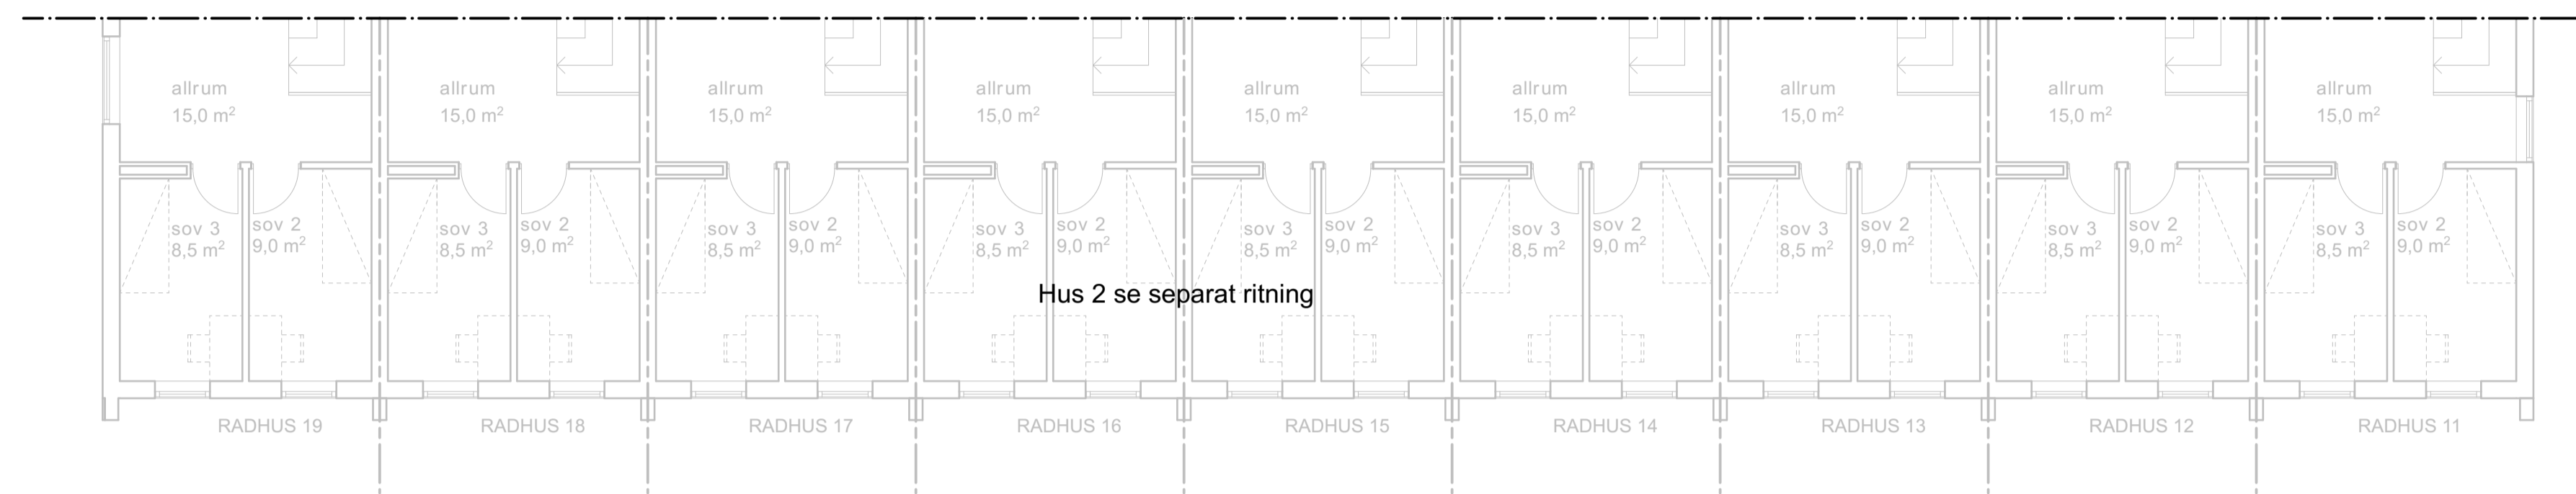 allrum
15,0 m²
allrum
15,0 m²
allrum
15,0 m²
allrum
15,0 m²
allrum
15,0 m²
allrum
15,0 m²
allrum
15,0 m²
allrum
15,0 m²
allrum
15,0 m²
sov 3
8,5 m²
sov 2
9,0 m²
sov 3
8,5 m²
sov 2
9,0 m²
sov 3
8,5 m²
sov 2
9,0 m²
sov 3
8,5 m²
sov 2
9,0 m²
sov 3
8,5 m²
sov 2
9,0 m²
sov 3
8,5 m²
sov 2
9,0 m²
sov 3
8,5 m²
sov 2
9,0 m²
sov 3
8,5 m²
sov 2
9,0 m²
sov 3
8,5 m²
sov 2
9,0 m²
Hus 2 se separat ritning
RADHUS 19
RADHUS 18
RADHUS 17
RADHUS 16
RADHUS 15
RADHUS 14
RADHUS 13
RADHUS 12
RADHUS 11